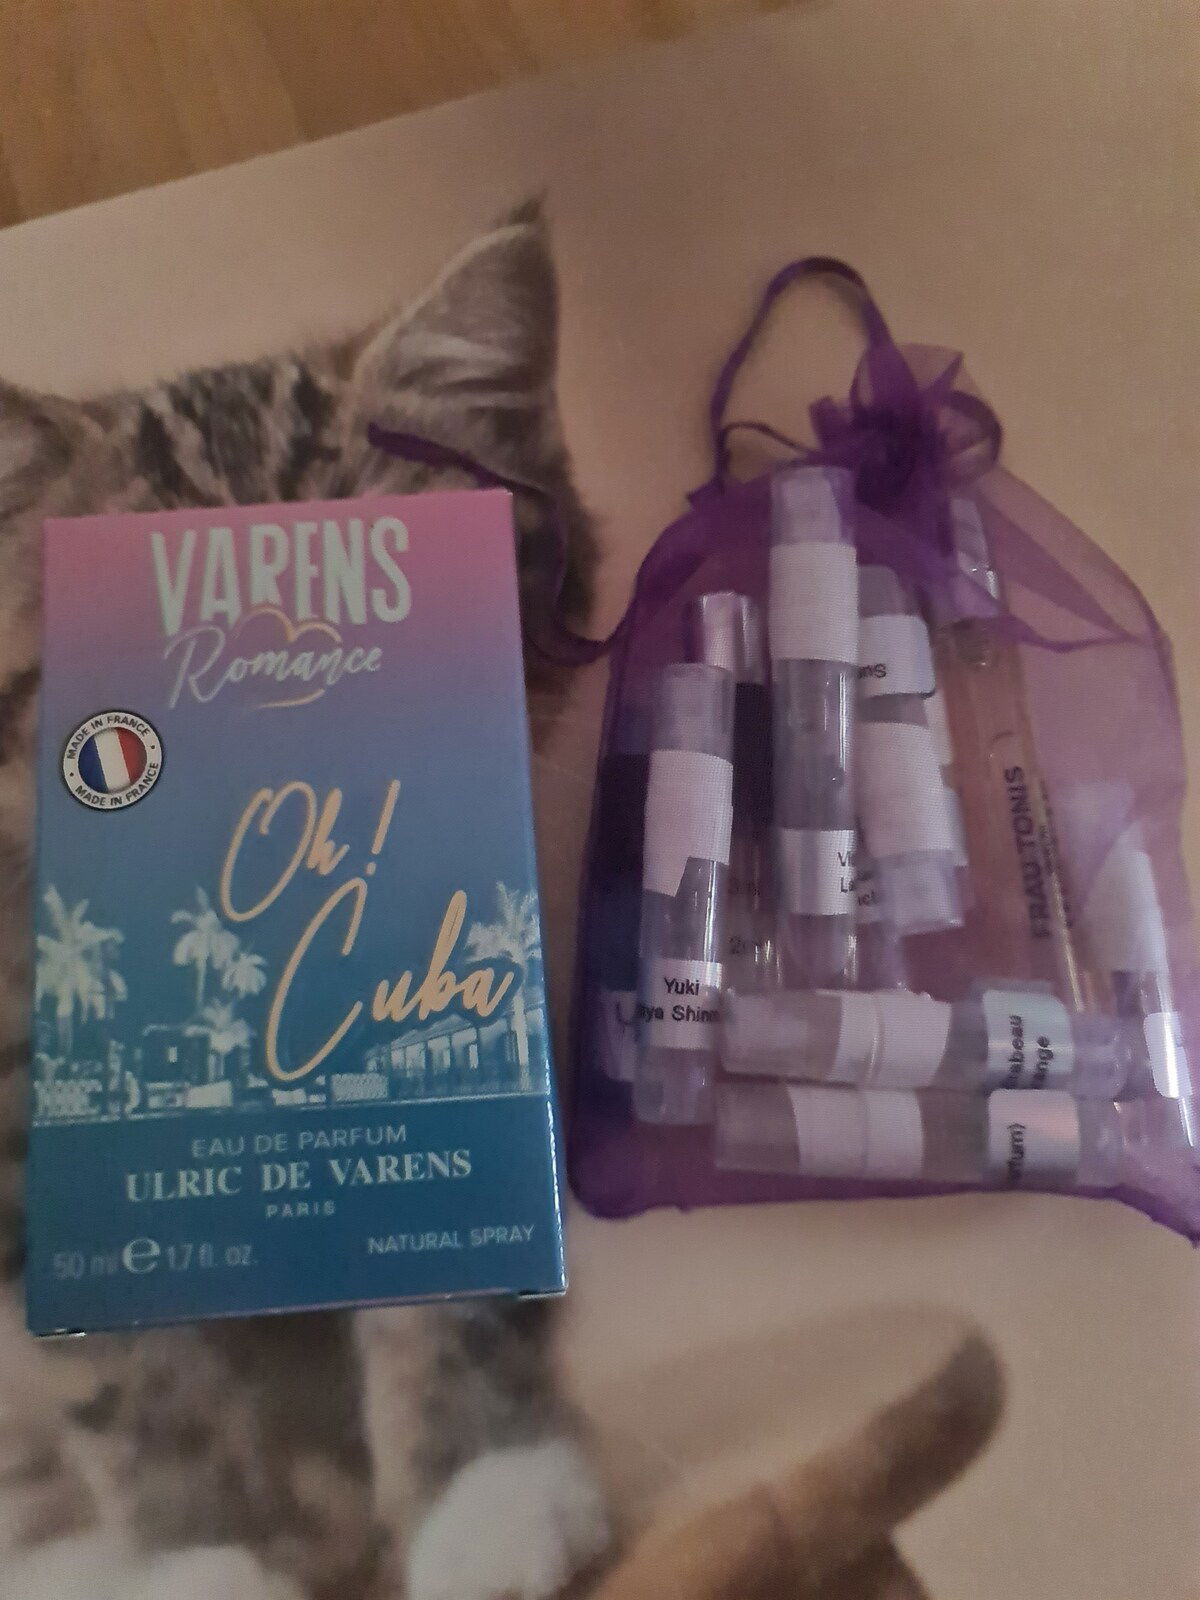 VARENS
Romance
MADE IN FRANCE
MADE IN FRANCE
Oh!
Cuba
EAU DE PARFUM
ULRIC DE VARENS
PARIS
50 ml e 1.7 fl. oz.
NATURAL SPRAY
Yuki
FRAU TONIS